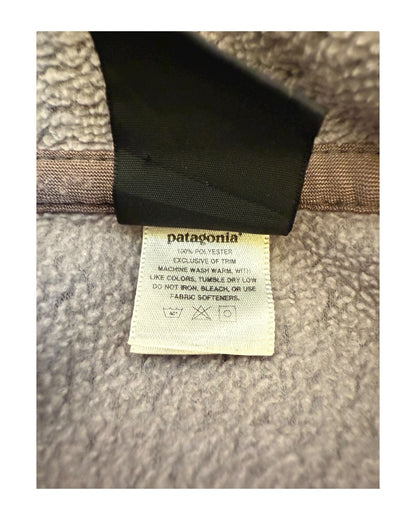 patagonia®
100% POLYESTER
EXCLUSIVE OF TRIM
MACHINE WASH WARM, WITH
LIKE COLORS, TUMBLE DRY LOW
DO NOT IRON, BLEACH, OR USE
FABRIC SOFTENERS.
40°